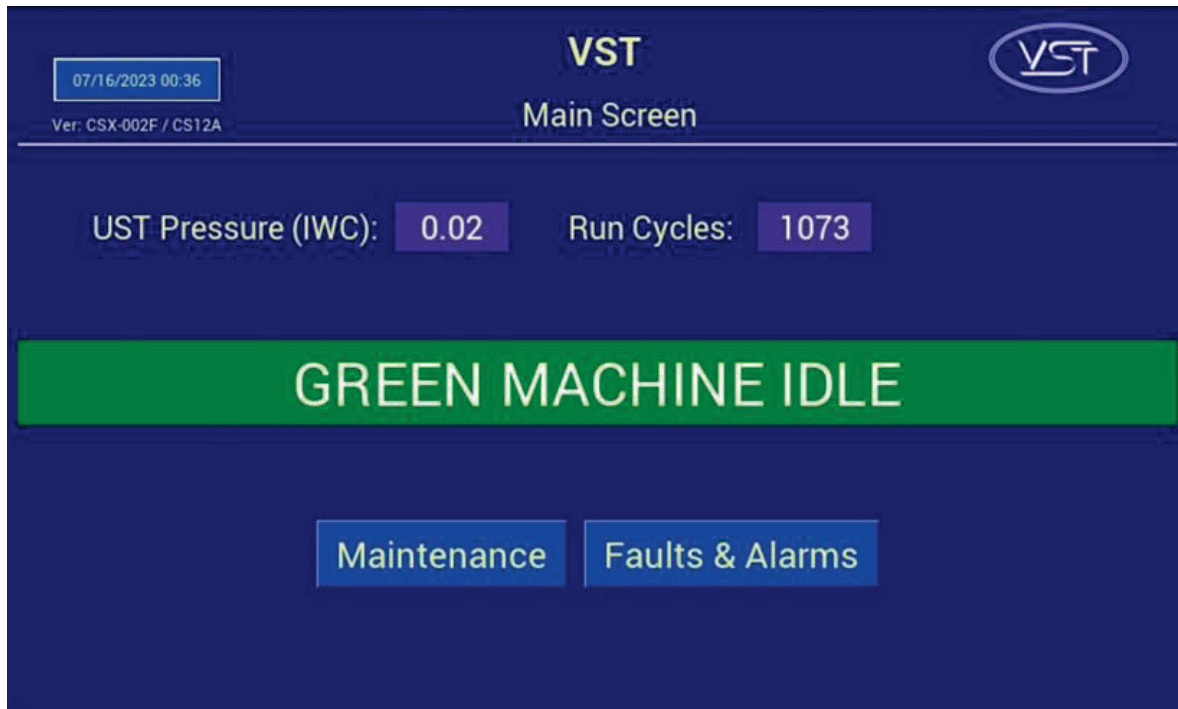 VST
VST
07/16/2023 00:36
Main Screen
Ver: CSX-002F / CS12A
UST Pressure (IWC): 0.02 Run Cycles: 1073
GREEN MACHINE IDLE
Maintenance Faults & Alarms